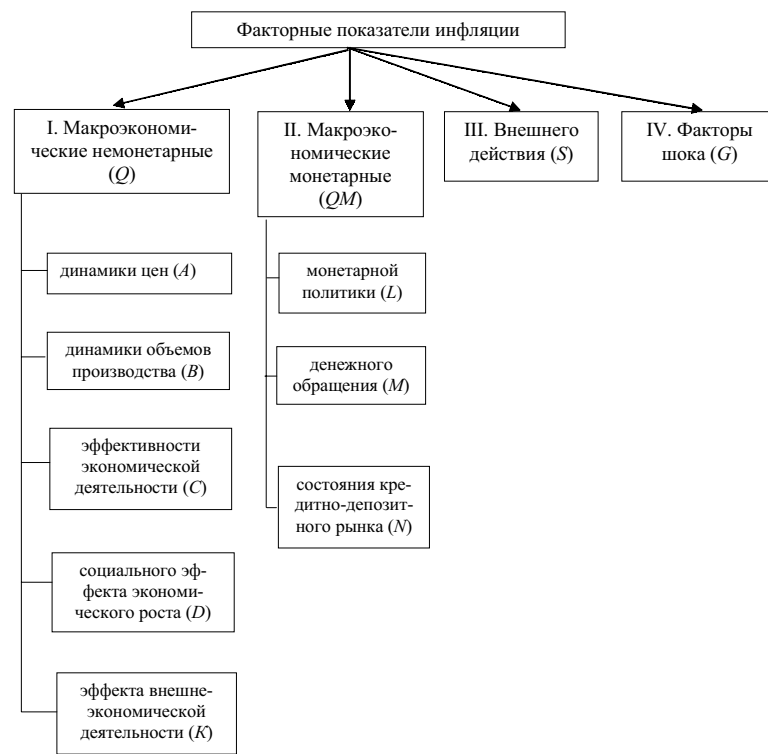 Факторные показатели инфляции
I. Макроэкономи-
ческие немонетарные
(Q)
II. Макроэко-
номические
монетарные
(QM)
III. Внешнего
действия (S)
IV. Факторы
шока (G)
динамики цен (A)
динамики объемов
производства (B)
эффективности
экономической
деятельности (C)
социального эф-
фекта экономи-
ческого роста (D)
эффекта внешне-
экономической
деятельности (K)
монетарной
политики (L)
денежного
обращения (M)
состояния кре-
дитно-депозит-
ного рынка (N)